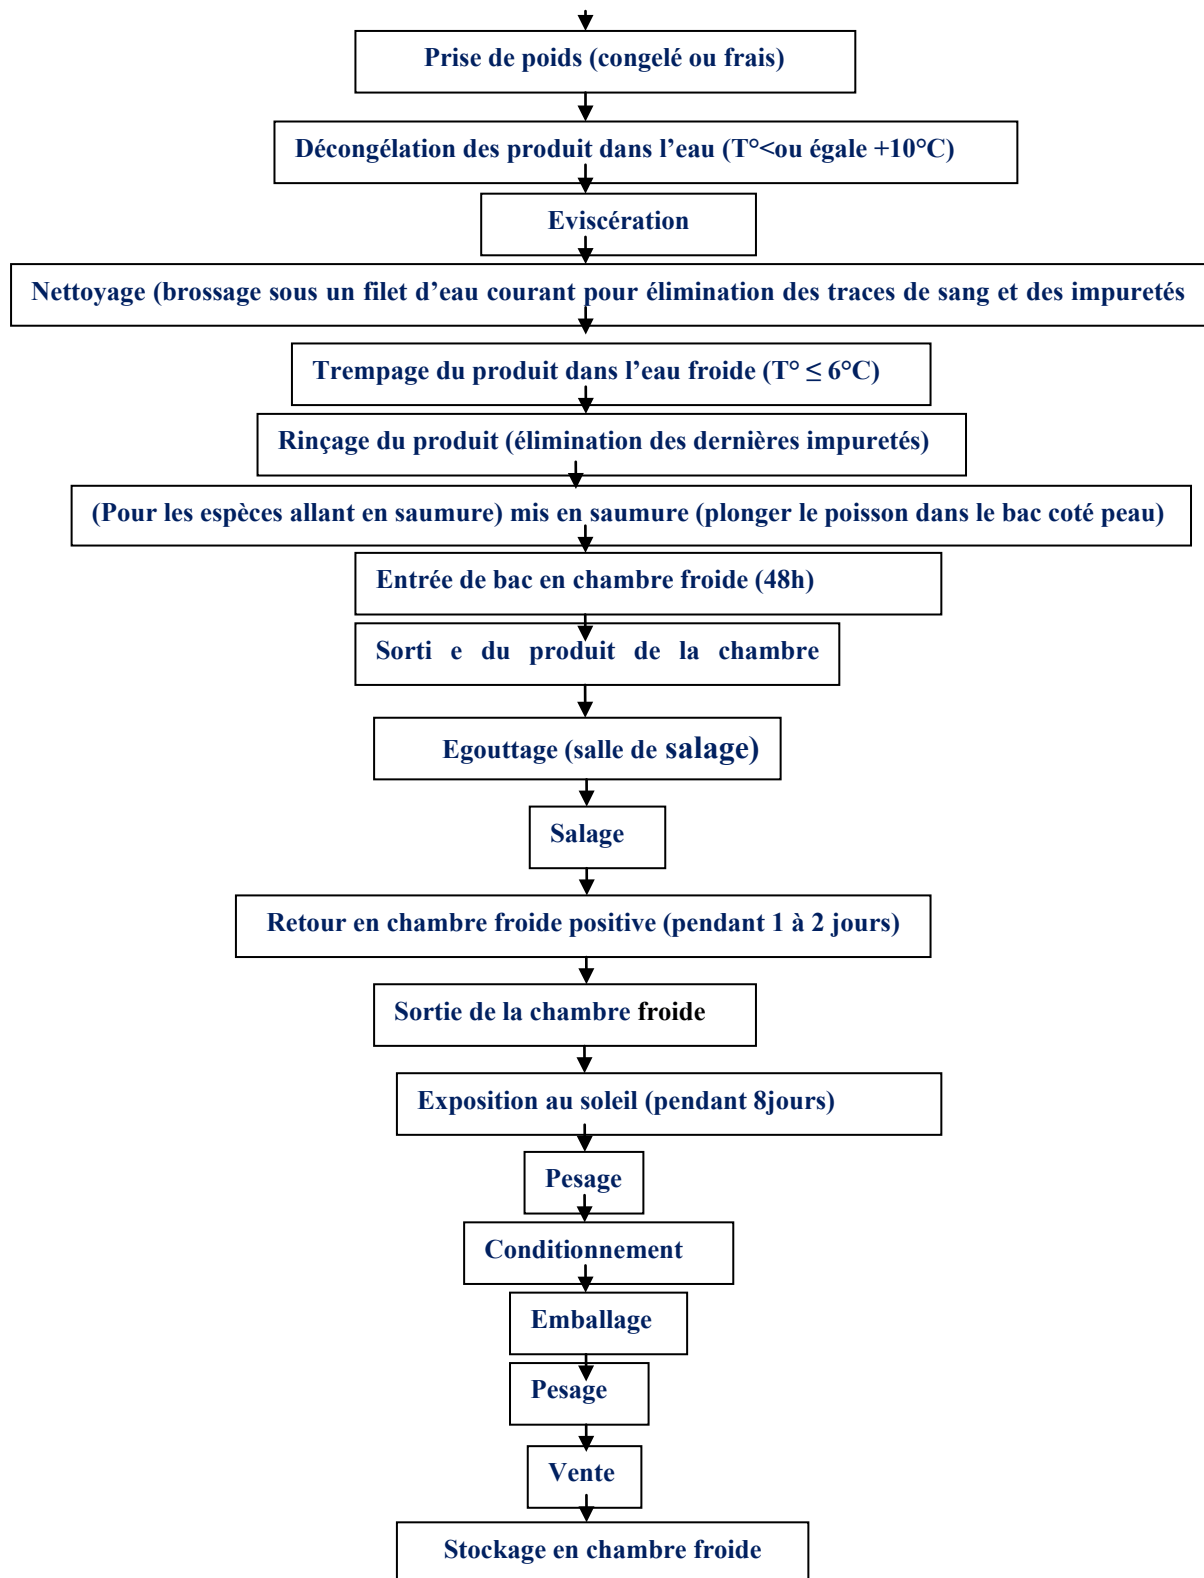 Prise de poids (congelé ou frais)
Décongélation des produit dans l’eau (T°<ou égale +10°C)
Eviscération
Nettoyage (brossage sous un filet d’eau courant pour élimination des traces de sang et des impuretés
Trempage du produit dans l’eau froide (T° ≤ 6°C)
Rinçage du produit (élimination des dernières impuretés)
(Pour les espèces allant en saumure) mis en saumure (plonger le poisson dans le bac coté peau)
Entrée de bac en chambre froide (48h)
Sorti e du produit de la chambre
Egouttage (salle de salage)
Salage
Retour en chambre froide positive (pendant 1 à 2 jours)
Sortie de la chambre froide
Exposition au soleil (pendant 8jours)
Pesage
Conditionnement
Emballage
Pesage
Vente
Stockage en chambre froide